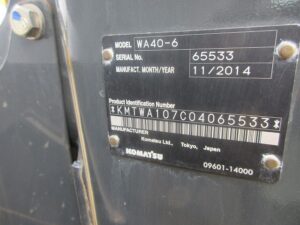 MODEL WA40-6
SERIAL No. 65533
MANUFACT. MONTH/YEAR 11/2014
Product Identification Number
*KMTWA107C04065533*
MANUFACTURER
Komatsu Ltd., Tokyo, Japan
KOMATSU
09601-14000